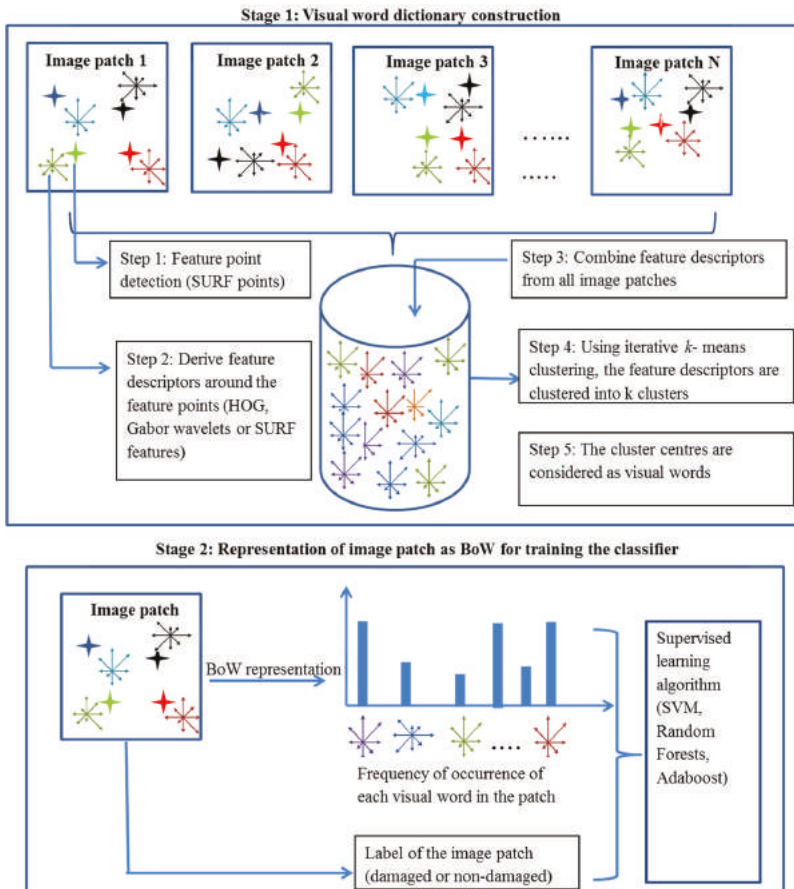 Stage 1: Visual word dictionary construction
Image patch 1
Image patch 2
Image patch 3
Image patch N
.......
.....
Step 1: Feature point
detection (SURF points)
Step 3: Combine feature descriptors
from all image patches
Step 2: Derive feature
descriptors around the
feature points (HOG,
Gabor wavelets or SURF
features)
Step 4: Using iterative k- means
clustering, the feature descriptors are
clustered into k clusters
Step 5: The cluster centres are
considered as visual words
Stage 2: Representation of image patch as BoW for training the classifier
Image patch
BoW representation
....
Frequency of occurrence of
each visual word in the patch
Label of the image patch
(damaged or non-damaged)
Supervised
learning
algorithm
(SVM,
Random
Forests,
Adaboost)